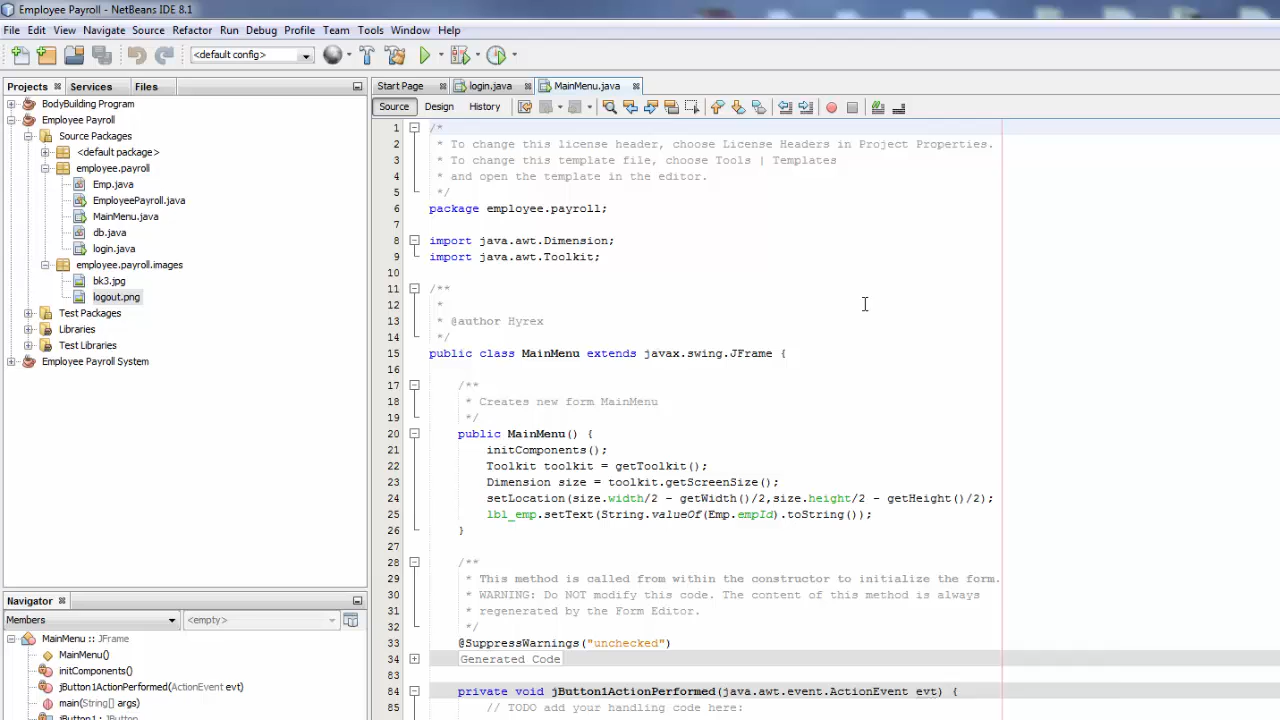 Employee Payroll - NetBeans IDE 8.1
File Edit View Navigate Source Refactor Run Debug Profile Team Tools Window Help
<default config>
Projects Services Files
BodyBuilding Program
Employee Payroll
Source Packages
<default package>
employee.payroll
Emp.java
EmployeePayroll.java
MainMenu.java
db.java
login.java
employee.payroll.images
bk3.jpg
logout.png
Test Packages
Libraries
Test Libraries
Employee Payroll System
Navigator
Members <empty>
MainMenu :: JFrame
MainMenu()
initComponents()
jButton1ActionPerformed(ActionEvent evt)
main(String[] args)
jButton1 : JButton
Start Page login.java MainMenu.java
Source Design History
1 /*
2 * To change this license header, choose License Headers in Project Properties.
3 * To change this template file, choose Tools | Templates
4 * and open the template in the editor.
5 */
6 package employee.payroll;
7
8 import java.awt.Dimension;
9 import java.awt.Toolkit;
10
11 /**
12 *
13 * @author Hyrex
14 */
15 public class MainMenu extends javax.swing.JFrame {
16
17 /**
18 * Creates new form MainMenu
19 */
20 public MainMenu() {
21 initComponents();
22 Toolkit toolkit = getToolkit();
23 Dimension size = toolkit.getScreenSize();
24 setLocation(size.width/2 - getWidth()/2,size.height/2 - getHeight()/2);
25 lbl_emp.setText(String.valueOf(Emp.empId).toString());
26 }
27
28 /**
29 * This method is called from within the constructor to initialize the form.
30 * WARNING: Do NOT modify this code. The content of this method is always
31 * regenerated by the Form Editor.
32 */
33 @SuppressWarnings("unchecked")
34 Generated Code
83
84 private void jButton1ActionPerformed(java.awt.event.ActionEvent evt) {
85 // TODO add your handling code here: